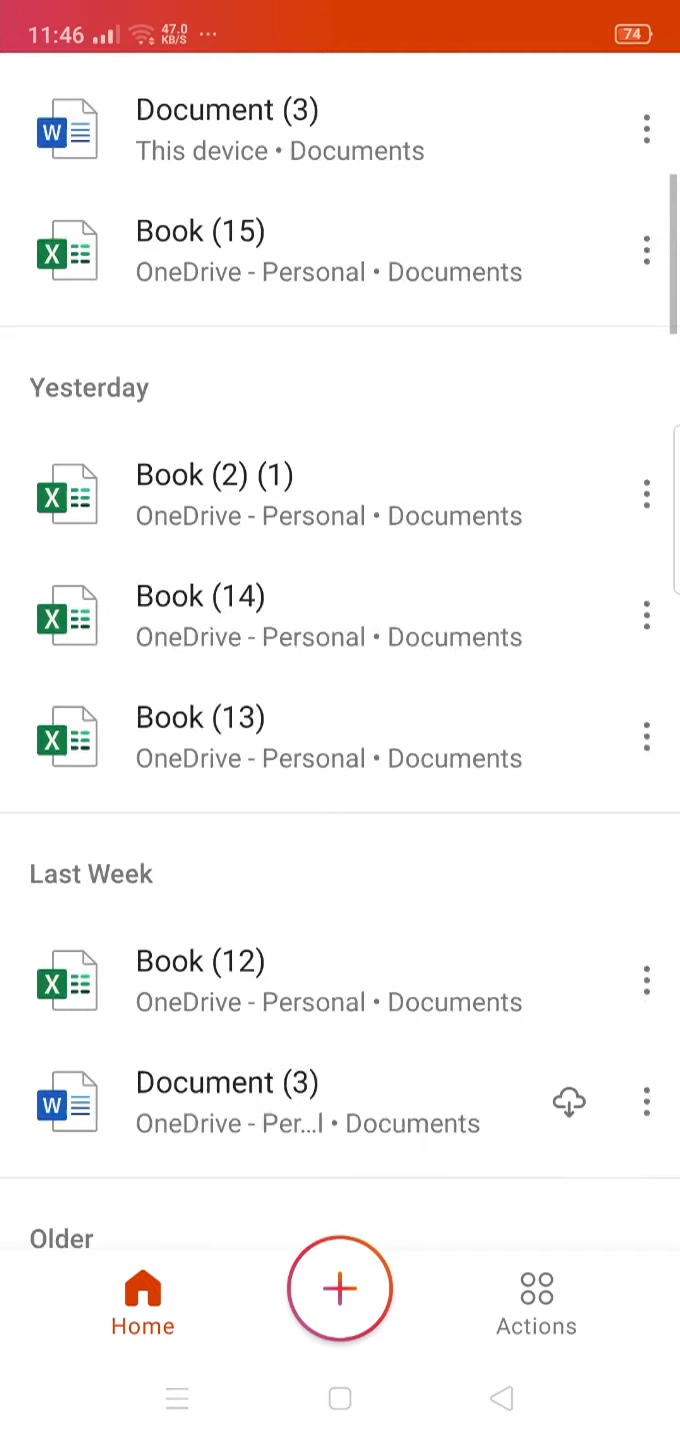 11:46 47.0 KB/S ... 74
Document (3)
This device • Documents
Book (15)
OneDrive - Personal • Documents
Yesterday
Book (2) (1)
OneDrive - Personal • Documents
Book (14)
OneDrive - Personal • Documents
Book (13)
OneDrive - Personal • Documents
Last Week
Book (12)
OneDrive - Personal • Documents
Document (3)
OneDrive - Per...l • Documents
Older
Home
Actions